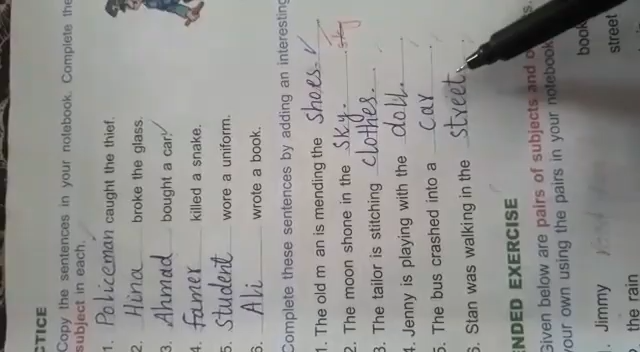 CTICE
Copy the sentences in your notebook. Complete the
subject in each.
1. Policeman caught the thief.
2. Hina broke the glass.
3. Ahmad bought a car.
4. Famer killed a snake.
5. Student wore a uniform.
6. Ali wrote a book.
Complete these sentences by adding an interesting
1. The old m an is mending the shoes.
2. The moon shone in the sky. sky
3. The tailor is stitching clothes.
4. Jenny is playing with the doll.
5. The bus crashed into a car
6. Stan was walking in the street.
NDED EXERCISE
Given below are pairs of subjects and
your own using the pairs in your notebook
book
1. Jimmy street
the rain